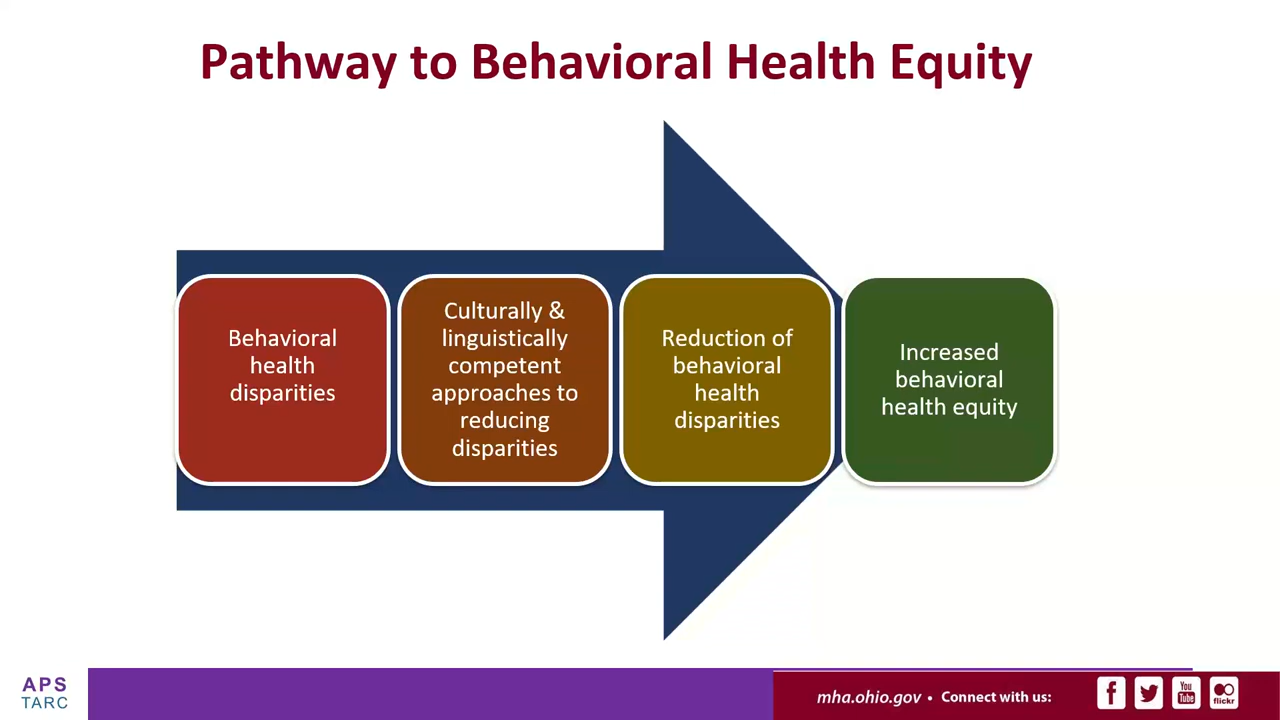 Pathway to Behavioral Health Equity
Behavioral
health
disparities
Culturally &
linguistically
competent
approaches to
reducing
disparities
Reduction of
behavioral
health
disparities
Increased
behavioral
health equity
APS
TARC
mha.ohio.gov • Connect with us:
You
Tube
flickr